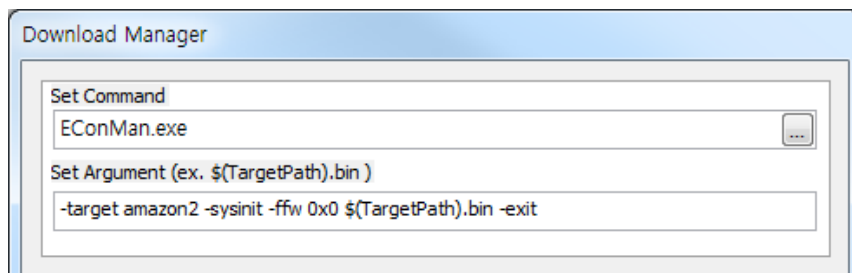 Download Manager
Set Command
EConMan.exe
...
Set Argument (ex. $(TargetPath).bin )
-target amazon2 -sysinit -ffw 0x0 $(TargetPath).bin -exit